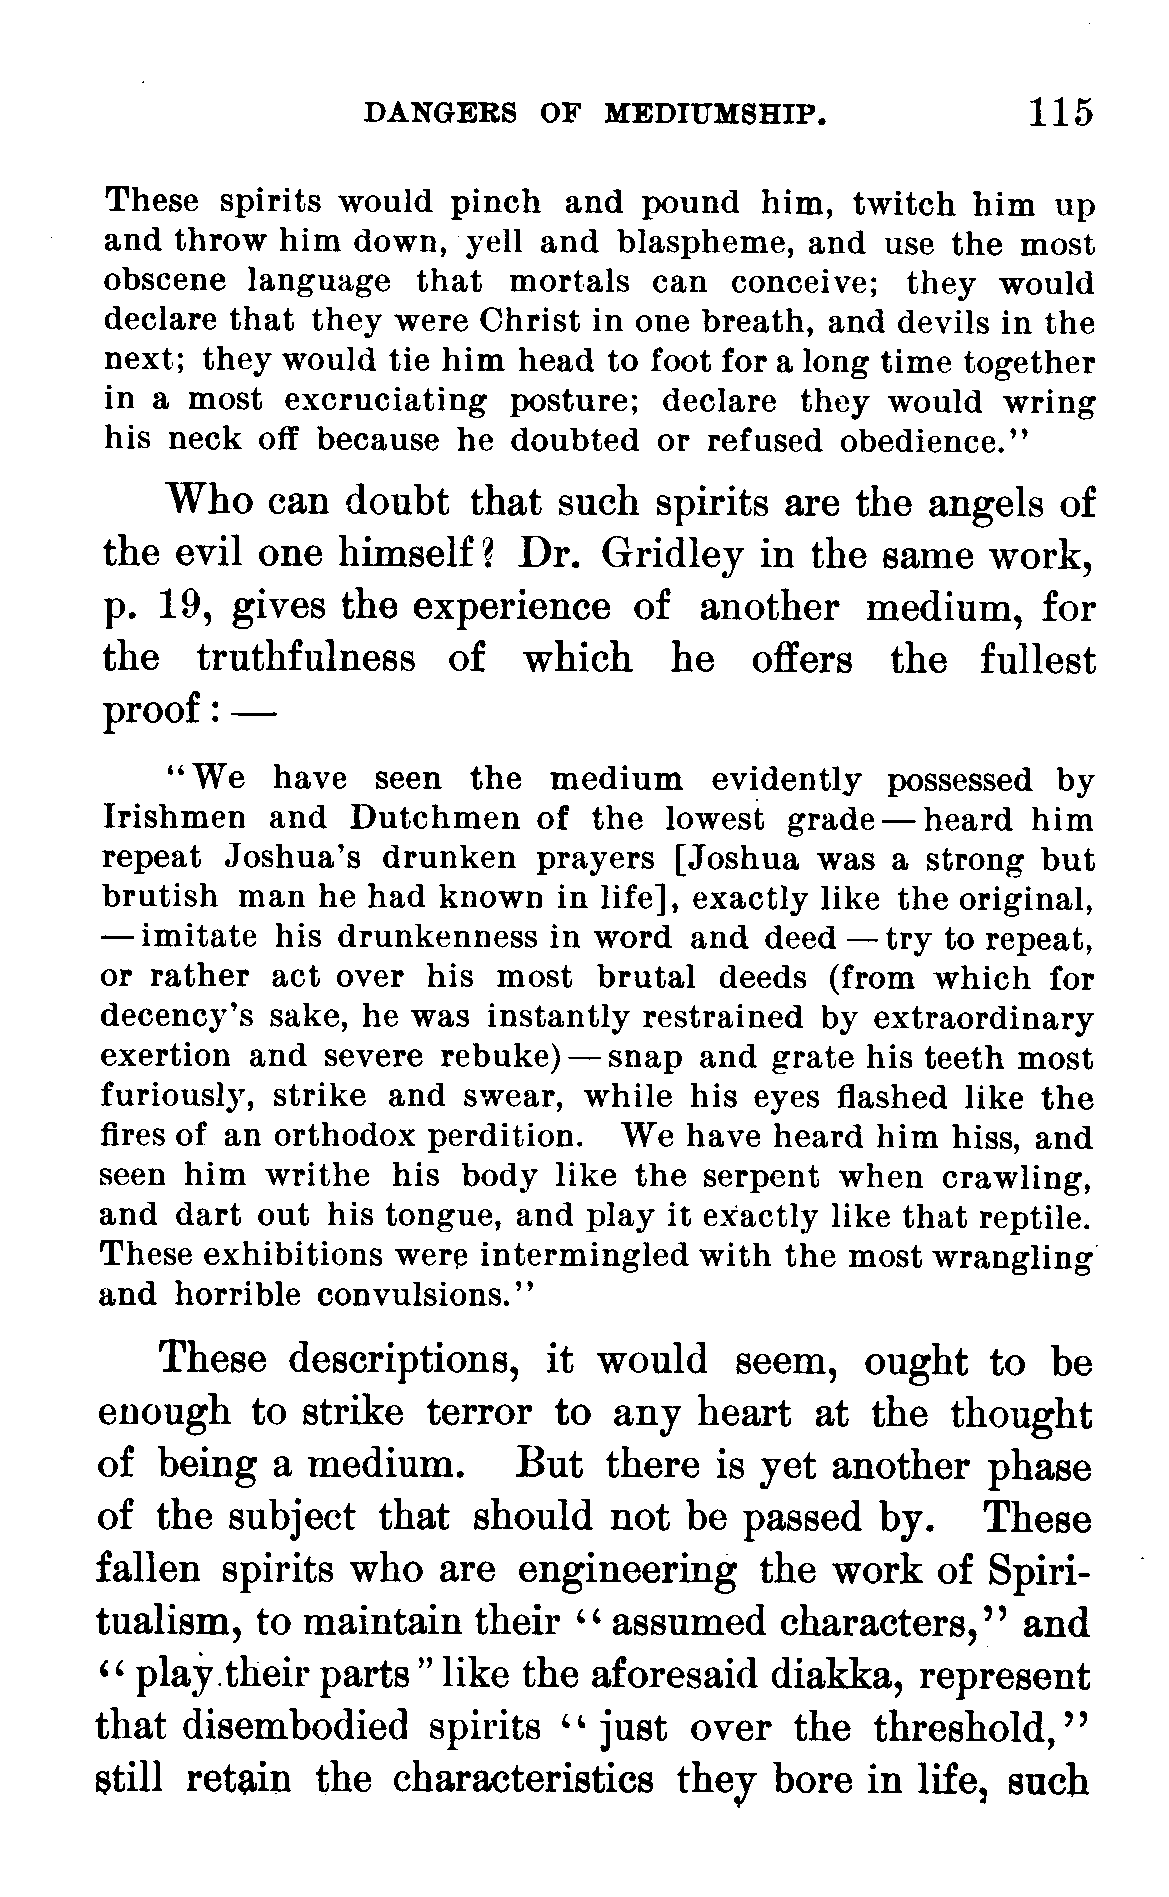 DANGERS OF MEDIUMSHIP. 115
These spirits would pinch and pound him, twitch him up
and throw him down, yell and blaspheme, and use the most
obscene language that mortals can conceive; they would
declare that they were Christ in one breath, and devils in the
next; they would tie him head to foot for a long time together
in a most excruciating posture; declare they would wring
his neck off because he doubted or refused obedience."
Who can doubt that such spirits are the angels of
the evil one himself? Dr. Gridley in the same work,
p. 19, gives the experience of another medium, for
the truthfulness of which he offers the fullest
proof: —
"We have seen the medium evidently possessed by
Irishmen and Dutchmen of the lowest grade — heard him
repeat Joshua's drunken prayers [Joshua was a strong but
brutish man he had known in life], exactly like the original,
— imitate his drunkenness in word and deed — try to repeat,
or rather act over his most brutal deeds (from which for
decency's sake, he was instantly restrained by extraordinary
exertion and severe rebuke) — snap and grate his teeth most
furiously, strike and swear, while his eyes flashed like the
fires of an orthodox perdition. We have heard him hiss, and
seen him writhe his body like the serpent when crawling,
and dart out his tongue, and play it exactly like that reptile.
These exhibitions were intermingled with the most wrangling
and horrible convulsions."
These descriptions, it would seem, ought to be
enough to strike terror to any heart at the thought
of being a medium. But there is yet another phase
of the subject that should not be passed by. These
fallen spirits who are engineering the work of Spiri-
tualism, to maintain their "assumed characters," and
"play their parts" like the aforesaid diakka, represent
that disembodied spirits "just over the threshold,"
still retain the characteristics they bore in life, such